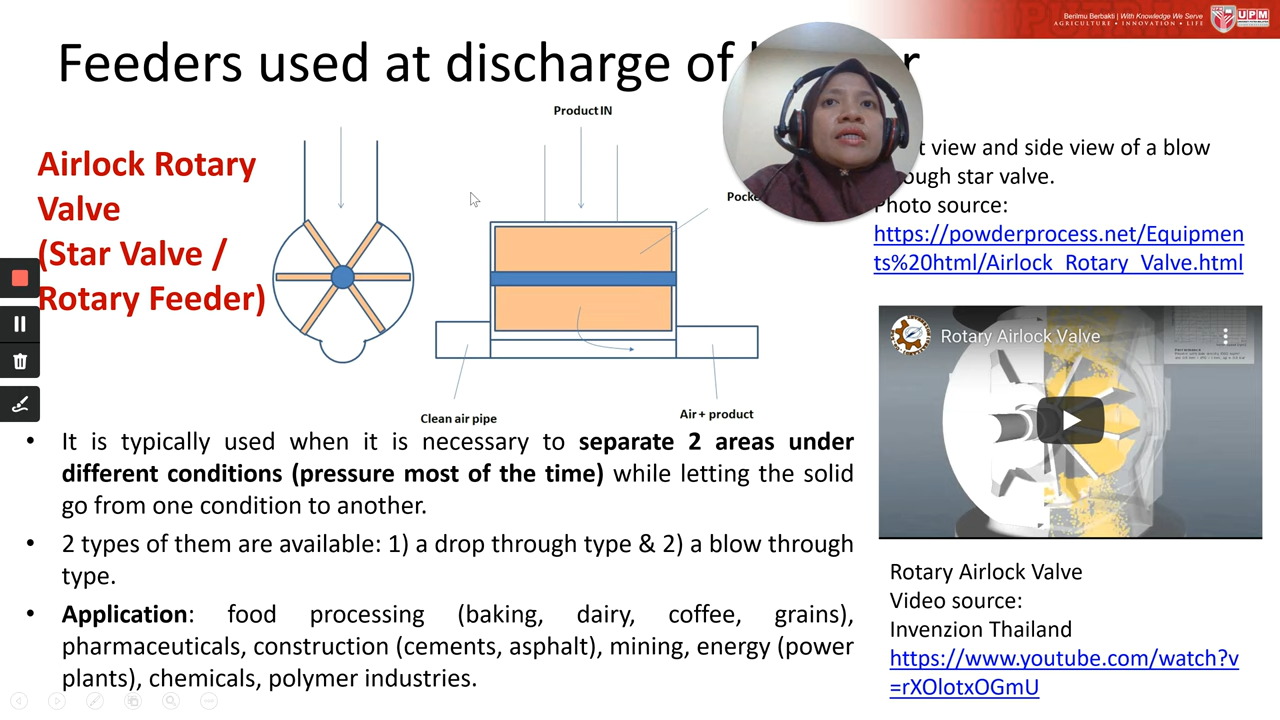 Berilmu Berbakti | With Knowledge We Serve
AGRICULTURE • INNOVATION • LIFE
UPM
Feeders used at discharge of
Product IN
Airlock Rotary
Valve
(Star Valve /
Rotary Feeder)
view and side view of a blow
star valve.
Photo source:
https://powderprocess.net/Equipmen
ts%20html/Airlock_Rotary_Valve.html
Clean air pipe
Air + product
Rotary Airlock Valve
• It is typically used when it is necessary to separate 2 areas under
different conditions (pressure most of the time) while letting the solid
go from one condition to another.
• 2 types of them are available: 1) a drop through type & 2) a blow through
type.
• Application: food processing (baking, dairy, coffee, grains),
pharmaceuticals, construction (cements, asphalt), mining, energy (power
plants), chemicals, polymer industries.
Rotary Airlock Valve
Video source:
Invenzion Thailand
https://www.youtube.com/watch?v
=rXOlotxOGmU